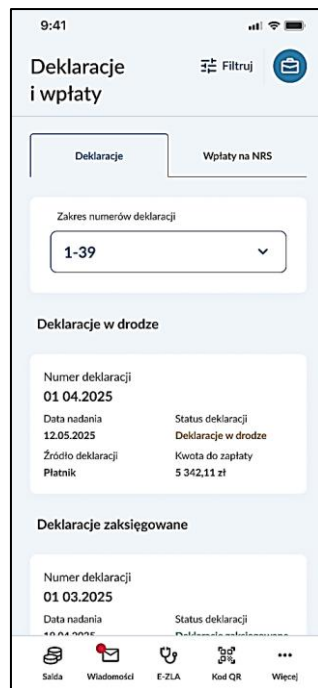 9:41
Deklaracje
i wpłaty
Filtruj
Deklaracje
Wpłaty na NRS
Zakres numerów deklaracji
1-39
Deklaracje w drodze
Numer deklaracji
01 04.2025
Data nadania Status deklaracji
12.05.2025 Deklaracje w drodze
Źródło deklaracji Kwota do zapłaty
Płatnik 5 342,11 zł
Deklaracje zaksięgowane
Numer deklaracji
01 03.2025
Data nadania Status deklaracji
Salda Wiadomości E-ZLA Kod QR Więcej